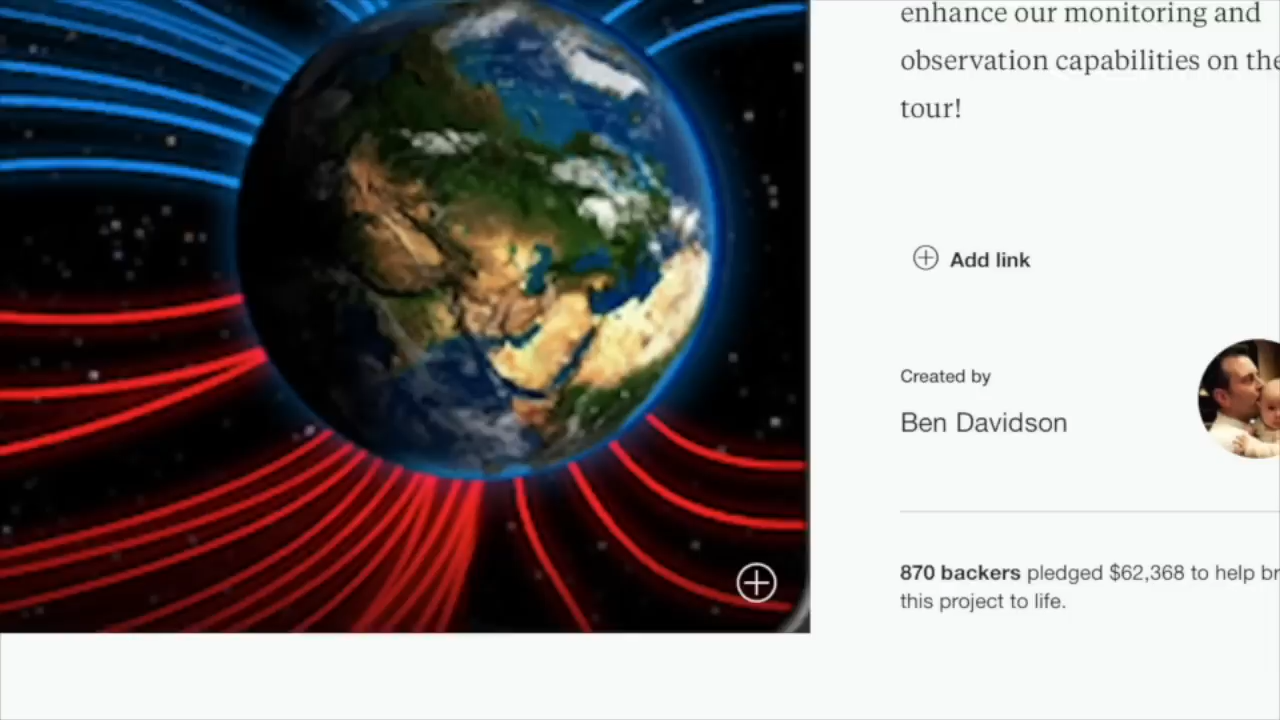 enhance our monitoring and
observation capabilities on the
tour!
Add link
Created by
Ben Davidson
870 backers pledged $62,368 to help
this project to life.